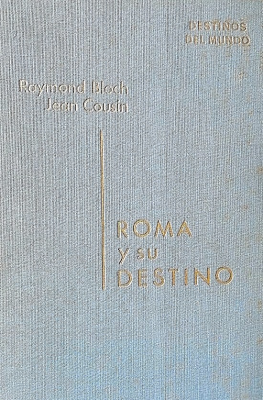 DESTINOS
DEL MUNDO
Raymond Bloch
Jean Cousin
ROMA
y su
DESTINO